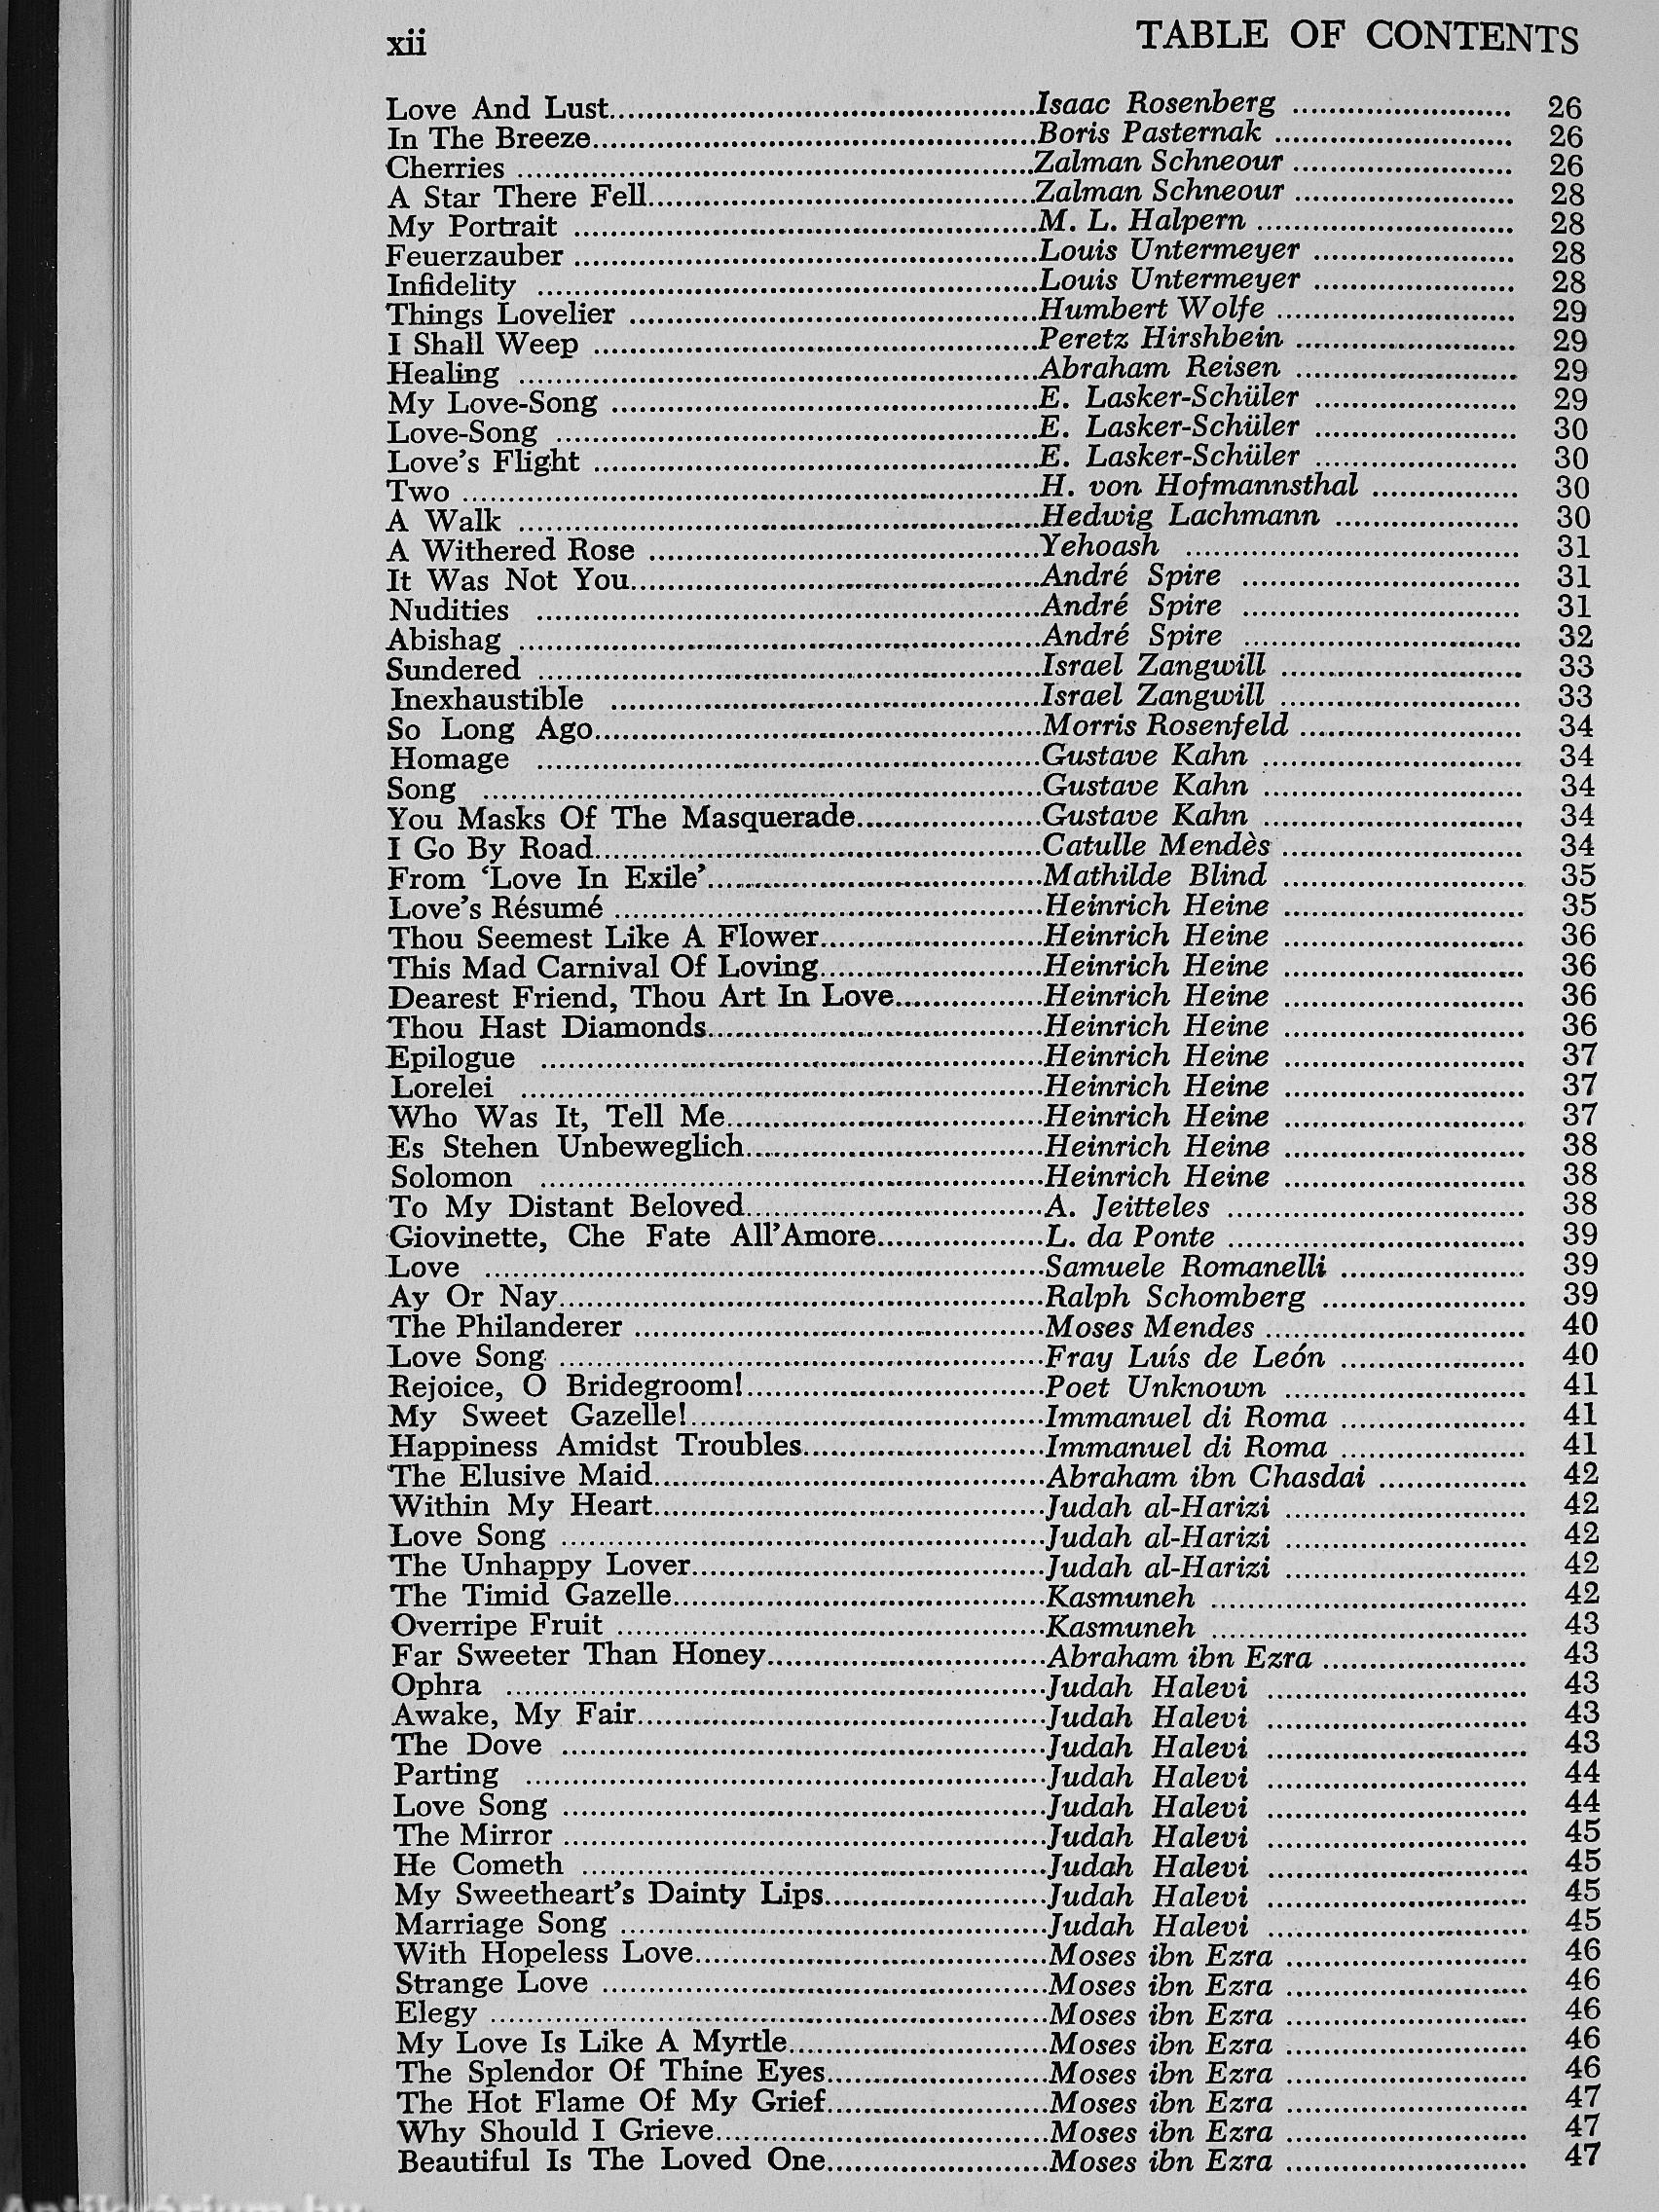 xii TABLE OF CONTENTS
Love And Lust..........Isaac Rosenberg .......... 26
In The Breeze..........Boris Pasternak .......... 26
Cherries ..........Zalman Schneour .......... 26
A Star There Fell..........Zalman Schneour .......... 28
My Portrait ..........M. L. Halpern .......... 28
Feuerzauber ..........Louis Untermeyer .......... 28
Infidelity ..........Louis Untermeyer .......... 28
Things Lovelier ..........Humbert Wolfe .......... 29
I Shall Weep ..........Peretz Hirshbein .......... 29
Healing ..........Abraham Reisen .......... 29
My Love-Song ..........E. Lasker-Schüler .......... 29
Love-Song ..........E. Lasker-Schüler .......... 30
Love's Flight ..........E. Lasker-Schüler .......... 30
Two ..........H. von Hofmannsthal .......... 30
A Walk ..........Hedwig Lachmann .......... 30
A Withered Rose ..........Yehoash .......... 31
It Was Not You..........André Spire .......... 31
Nudities ..........André Spire .......... 31
Abishag ..........André Spire .......... 32
Sundered ..........Israel Zangwill .......... 33
Inexhaustible ..........Israel Zangwill .......... 33
So Long Ago..........Morris Rosenfeld .......... 34
Homage ..........Gustave Kahn .......... 34
Song ..........Gustave Kahn .......... 34
You Masks Of The Masquerade..........Gustave Kahn .......... 34
I Go By Road..........Catulle Mendès .......... 34
From 'Love In Exile'..........Mathilde Blind .......... 35
Love's Résumé ..........Heinrich Heine .......... 35
Thou Seemest Like A Flower..........Heinrich Heine .......... 36
This Mad Carnival Of Loving..........Heinrich Heine .......... 36
Dearest Friend, Thou Art In Love..........Heinrich Heine .......... 36
Thou Hast Diamonds..........Heinrich Heine .......... 36
Epilogue ..........Heinrich Heine .......... 37
Lorelei ..........Heinrich Heine .......... 37
Who Was It, Tell Me..........Heinrich Heine .......... 37
Es Stehen Unbeweglich..........Heinrich Heine .......... 38
Solomon ..........Heinrich Heine .......... 38
To My Distant Beloved..........A. Jeitteles .......... 38
Giovinette, Che Fate All'Amore..........L. da Ponte .......... 39
Love ..........Samuele Romanelli .......... 39
Ay Or Nay..........Ralph Schomberg .......... 39
The Philanderer ..........Moses Mendes .......... 40
Love Song ..........Fray Luís de León .......... 40
Rejoice, O Bridegroom!..........Poet Unknown .......... 41
My Sweet Gazelle!..........Immanuel di Roma .......... 41
Happiness Amidst Troubles..........Immanuel di Roma .......... 41
The Elusive Maid..........Abraham ibn Chasdai .......... 42
Within My Heart..........Judah al-Harizi .......... 42
Love Song ..........Judah al-Harizi .......... 42
The Unhappy Lover..........Judah al-Harizi .......... 42
The Timid Gazelle..........Kasmuneh .......... 42
Overripe Fruit ..........Kasmuneh .......... 43
Far Sweeter Than Honey..........Abraham ibn Ezra .......... 43
Ophra ..........Judah Halevi .......... 43
Awake, My Fair..........Judah Halevi .......... 43
The Dove ..........Judah Halevi .......... 43
Parting ..........Judah Halevi .......... 44
Love Song ..........Judah Halevi .......... 44
The Mirror ..........Judah Halevi .......... 45
He Cometh ..........Judah Halevi .......... 45
My Sweetheart's Dainty Lips..........Judah Halevi .......... 45
Marriage Song ..........Judah Halevi .......... 45
With Hopeless Love..........Moses ibn Ezra .......... 46
Strange Love ..........Moses ibn Ezra .......... 46
Elegy ..........Moses ibn Ezra .......... 46
My Love Is Like A Myrtle..........Moses ibn Ezra .......... 46
The Splendor Of Thine Eyes..........Moses ibn Ezra .......... 46
The Hot Flame Of My Grief..........Moses ibn Ezra .......... 47
Why Should I Grieve..........Moses ibn Ezra .......... 47
Beautiful Is The Loved One..........Moses ibn Ezra .......... 47